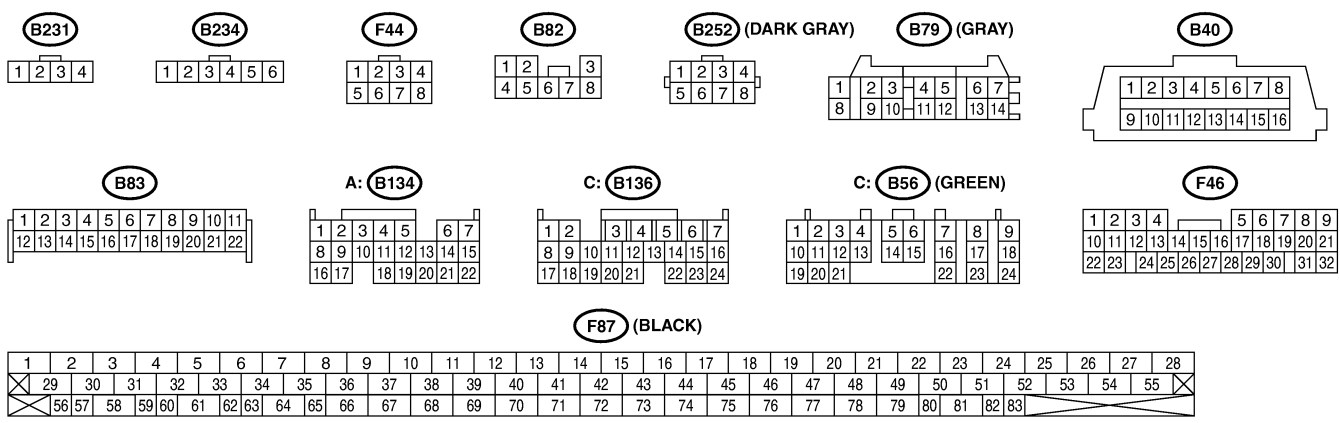 B231 B234 F44 B82 B252 (DARK GRAY) B79 (GRAY) B40
1 2 3 4
1 2 3 4 5 6
1 2 3 4
5 6 7 8
1 2 3
4 5 6 7 8
1 2 3 4
5 6 7 8
1 2 3 4 5 6 7
8 9 10 11 12 13 14
1 2 3 4 5 6 7 8
9 10 11 12 13 14 15 16
B83 A: B134 C: B136 C: B56 (GREEN) F46
1 2 3 4 5 6 7 8 9 10 11
12 13 14 15 16 17 18 19 20 21 22
1 2 3 4 5 6 7
8 9 10 11 12 13 14 15
16 17 18 19 20 21 22
1 2 3 4 5 6 7
8 9 10 11 12 13 14 15 16
17 18 19 20 21 22 23 24
1 2 3 4 5 6 7 8 9
10 11 12 13 14 15 16 17 18
19 20 21 22 23 24
1 2 3 4 5 6 7 8 9
10 11 12 13 14 15 16 17 18 19 20 21
22 23 24 25 26 27 28 29 30 31 32
F87 (BLACK)
1 2 3 4 5 6 7 8 9 10 11 12 13 14 15 16 17 18 19 20 21 22 23 24 25 26 27 28
29 30 31 32 33 34 35 36 37 38 39 40 41 42 43 44 45 46 47 48 49 50 51 52 53 54 55
56 57 58 59 60 61 62 63 64 65 66 67 68 69 70 71 72 73 74 75 76 77 78 79 80 81 82 83